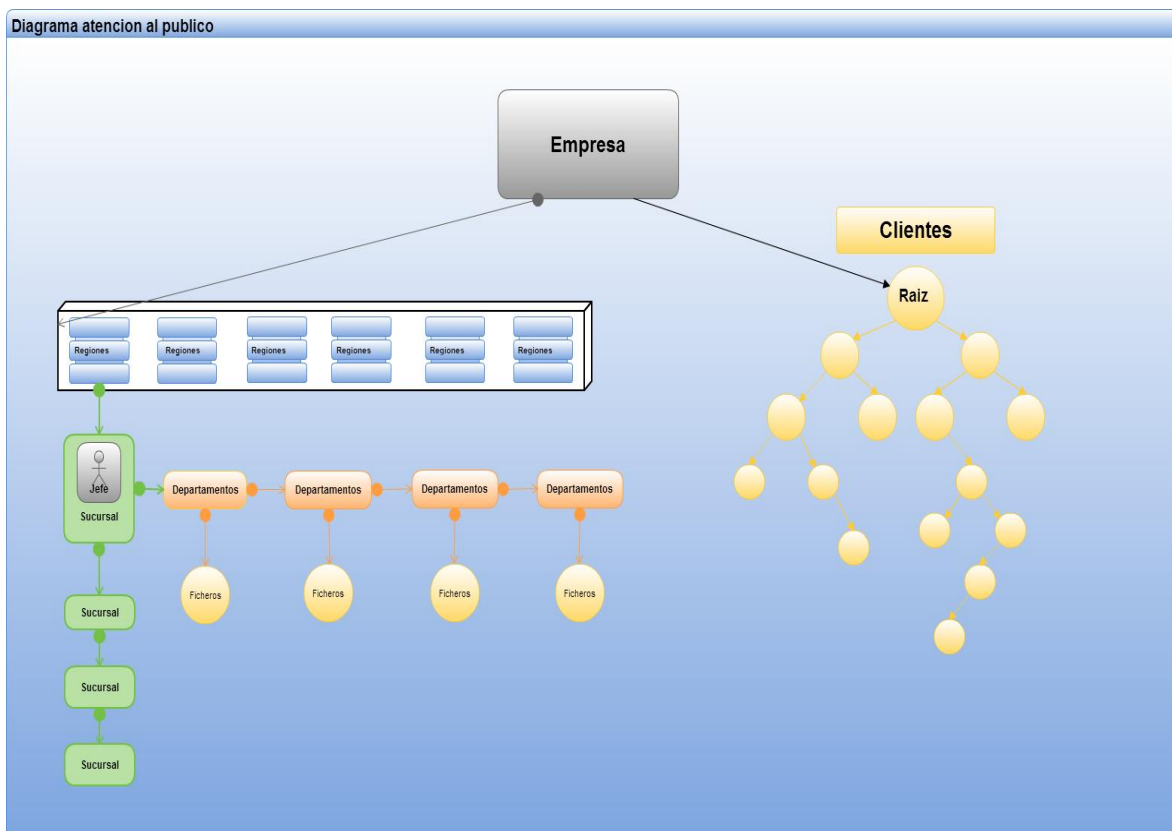 Diagrama atencion al publico
Empresa
Clientes
Raiz
Regiones Regiones Regiones Regiones Regiones Regiones
Jefe
Sucursal
Departamentos Departamentos Departamentos Departamentos
Ficheros Ficheros Ficheros Ficheros
Sucursal
Sucursal
Sucursal